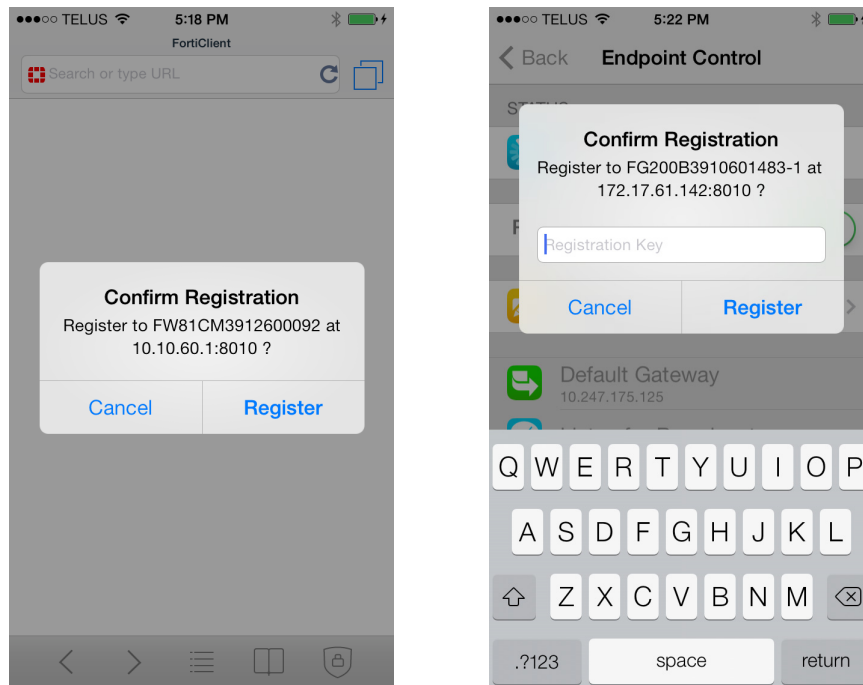 TELUS 5:18 PM
FortiClient
Search or type URL
Confirm Registration
Register to FW81CM3912600092 at
10.10.60.1:8010 ?
Cancel Register
TELUS 5:22 PM
Back Endpoint Control
Confirm Registration
Register to FG200B3910601483-1 at
172.17.61.142:8010 ?
Registration Key
Cancel Register
Default Gateway
10.247.175.125
Q W E R T Y U I O P
A S D F G H J K L
Z X C V B N M
.?123 space return